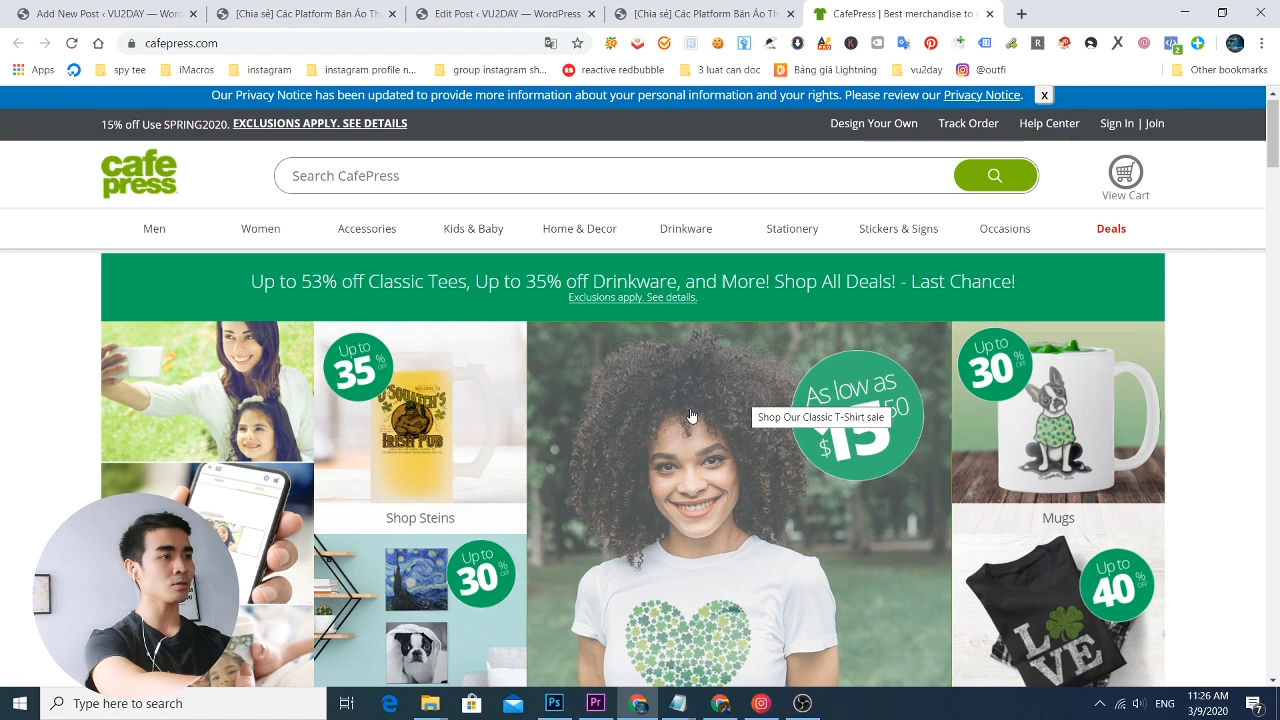 Add New Post ‹ VU2DAY — Wor
[Chia sẻ] Các Platform Bán Áo Th
Edit Post ‹ VU2DAY — WordPress
[Chia sẻ] Các Platform Bán Áo Th
CafePress | Best merchandise to
cafepress.com
Apps
spy tee
iMacros
instagram
instagram profile n...
group instagram sh...
reactive redbubble
3 luat can doc
Bảng giá Lightning
vu2day
@outfi
Other bookmarks
Our Privacy Notice has been updated to provide more information about your personal information and your rights. Please review our Privacy Notice.
X
15% off Use SPRING2020. EXCLUSIONS APPLY. SEE DETAILS
Design Your Own
Track Order
Help Center
Sign In | Join
cafe
press
Search CafePress
View Cart
Men
Women
Accessories
Kids & Baby
Home & Decor
Drinkware
Stationery
Stickers & Signs
Occasions
Deals
Up to 53% off Classic Tees, Up to 35% off Drinkware, and More! Shop All Deals! - Last Chance!
Exclusions apply. See details.
Up to
35% OFF
SQUATCH'S
IRISH PUB
Shop Steins
As low as
$15.50
Shop Our Classic T-Shirt sale
Up to
30% OFF
Mugs
Up to
30% OFF
Up to
40% OFF
LOVE
Type here to search
Ps
Pr
11:26 AM
3/9/2020